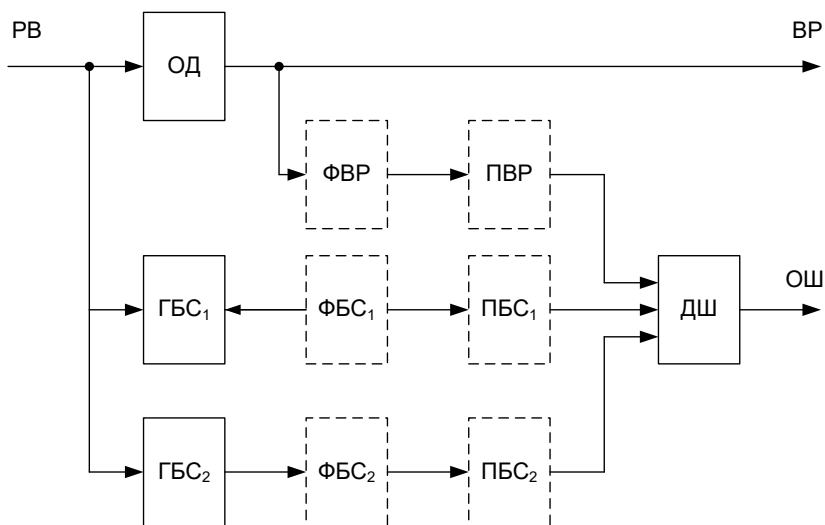 РВ
ВР
ОД
ФВР
ПВР
ГБС₁
ФБС₁
ПБС₁
ДШ
ОШ
ГБС₂
ФБС₂
ПБС₂